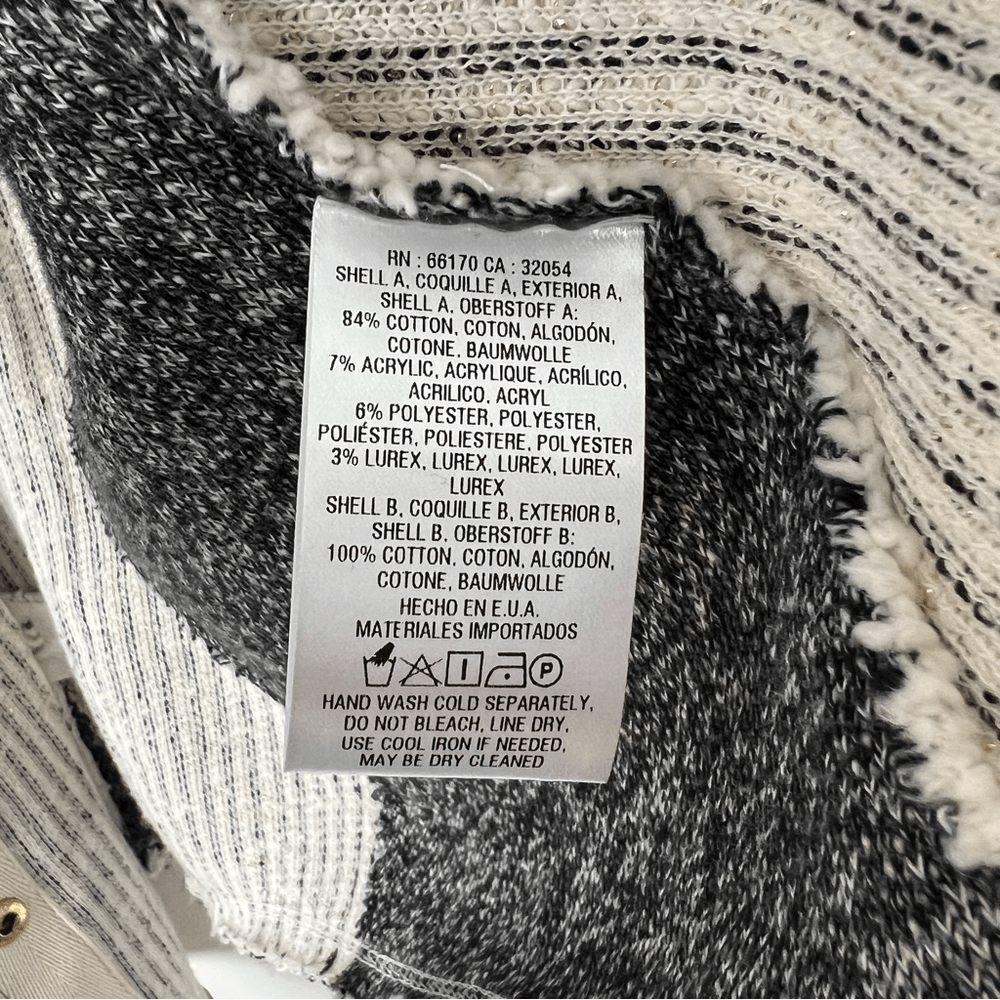 RN : 66170 CA : 32054
SHELL A, COQUILLE A, EXTERIOR A,
SHELL A, OBERSTOFF A:
84% COTTON, COTON, ALGODÓN,
COTONE, BAUMWOLLE
7% ACRYLIC, ACRYLIQUE, ACRÍLICO,
ACRILICO, ACRYL
6% POLYESTER, POLYESTER,
POLIÉSTER, POLIESTERE, POLYESTER
3% LUREX, LUREX, LUREX, LUREX,
LUREX
SHELL B, COQUILLE B, EXTERIOR B,
SHELL B, OBERSTOFF B:
100% COTTON, COTON, ALGODÓN,
COTONE, BAUMWOLLE
HECHO EN E.U.A.
MATERIALES IMPORTADOS
P
HAND WASH COLD SEPARATELY,
DO NOT BLEACH, LINE DRY,
USE COOL IRON IF NEEDED,
MAY BE DRY CLEANED